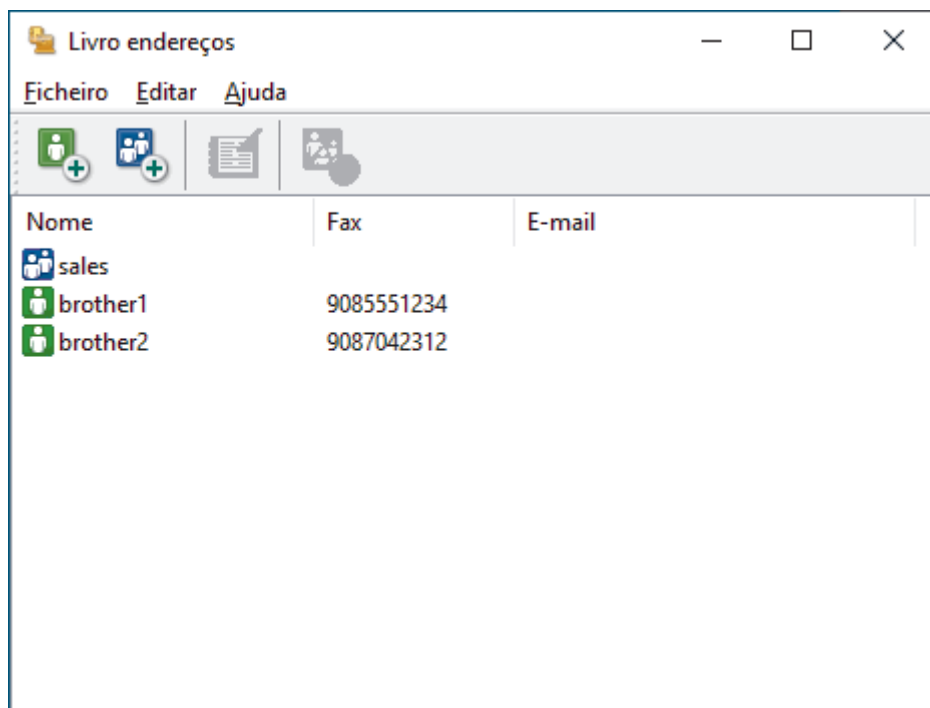 Livro endereços
Ficheiro Editar Ajuda
Nome Fax E-mail
sales
brother1 9085551234
brother2 9087042312